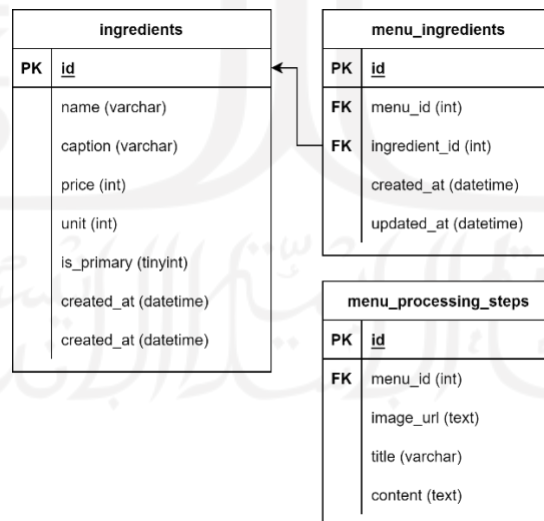 ingredients
PK id
name (varchar)
caption (varchar)
price (int)
unit (int)
is_primary (tinyint)
created_at (datetime)
created_at (datetime)
menu_ingredients
PK id
FK menu_id (int)
FK ingredient_id (int)
created_at (datetime)
updated_at (datetime)
menu_processing_steps
PK id
FK menu_id (int)
image_url (text)
title (varchar)
content (text)